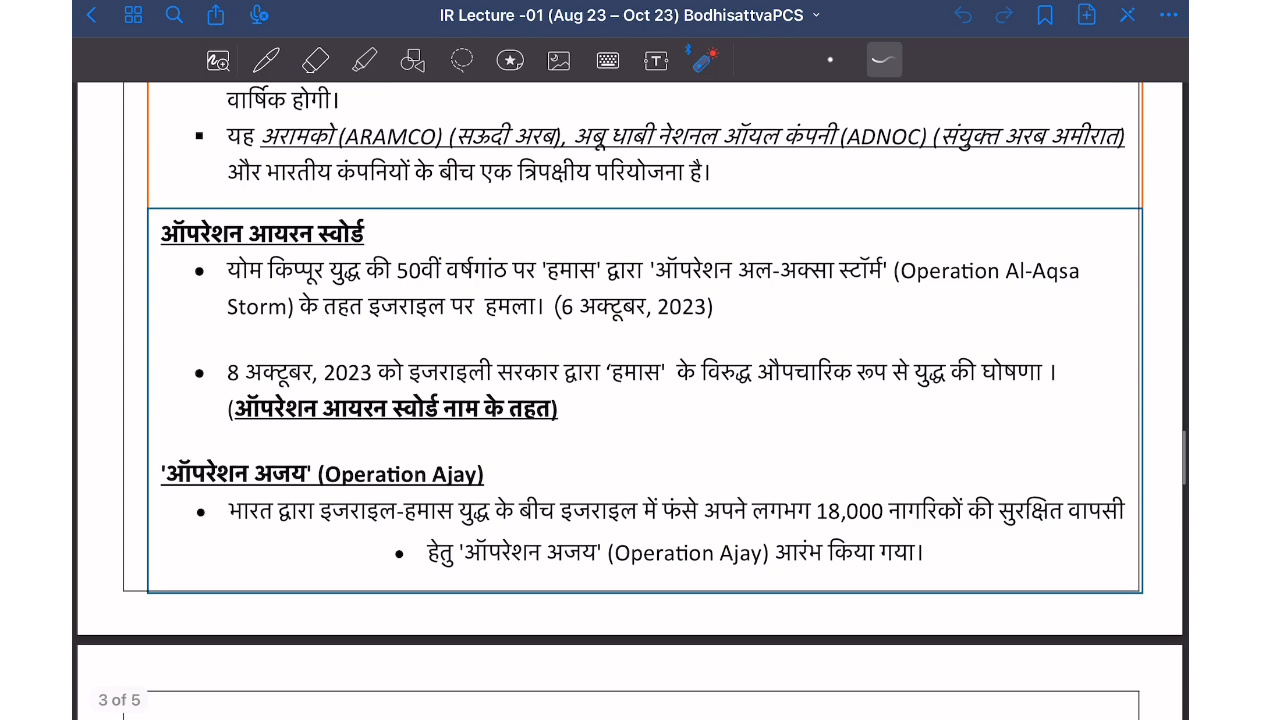 IR Lecture -01 (Aug 23 – Oct 23) BodhisattvaPCS
वार्षिक होगी।
▪ यह अरामको (ARAMCO) (सऊदी अरब), अबू धाबी नेशनल ऑयल कंपनी (ADNOC) (संयुक्त अरब अमीरात)
और भारतीय कंपनियों के बीच एक त्रिपक्षीय परियोजना है।
ऑपरेशन आयरन स्वोर्ड
• योम किप्पूर युद्ध की 50वीं वर्षगांठ पर 'हमास' द्वारा 'ऑपरेशन अल-अक्सा स्टॉर्म' (Operation Al-Aqsa
Storm) के तहत इजराइल पर हमला। (6 अक्टूबर, 2023)
• 8 अक्टूबर, 2023 को इजराइली सरकार द्वारा ‘हमास' के विरुद्ध औपचारिक रूप से युद्ध की घोषणा ।
(ऑपरेशन आयरन स्वोर्ड नाम के तहत)
'ऑपरेशन अजय' (Operation Ajay)
• भारत द्वारा इजराइल-हमास युद्ध के बीच इजराइल में फंसे अपने लगभग 18,000 नागरिकों की सुरक्षित वापसी
• हेतु 'ऑपरेशन अजय' (Operation Ajay) आरंभ किया गया।
3 of 5